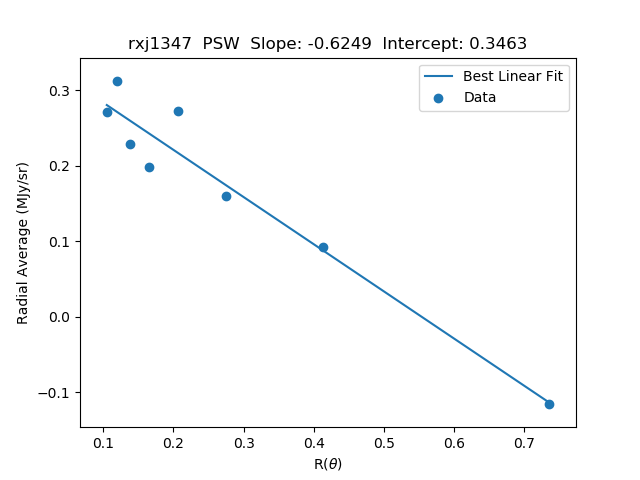 rxj1347  PSW  Slope: -0.6249  Intercept: 0.3463
Best Linear Fit
Data
Radial Average (MJy/sr)
0.3
0.2
0.1
0.0
−0.1
0.1 0.2 0.3 0.4 0.5 0.6 0.7
R(θ)